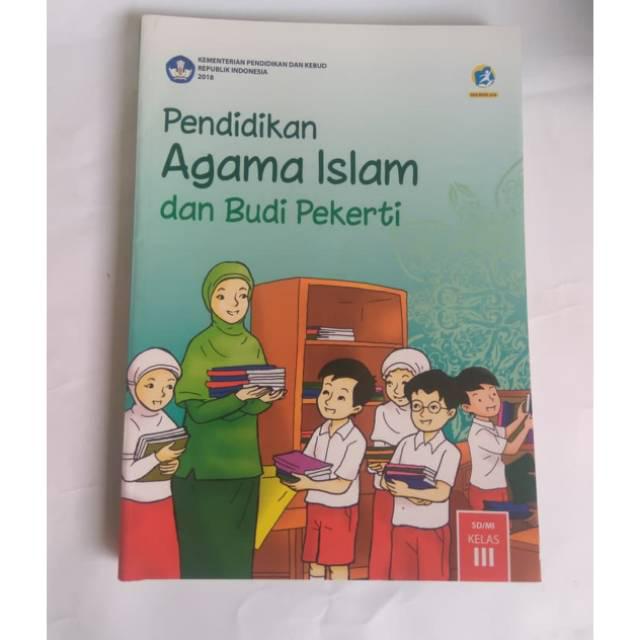 KEMENTERIAN PENDIDIKAN DAN KEBUD
REPUBLIK INDONESIA
2018
Pendidikan
Agama Islam
dan Budi Pekerti
SD/MI
KELAS
III